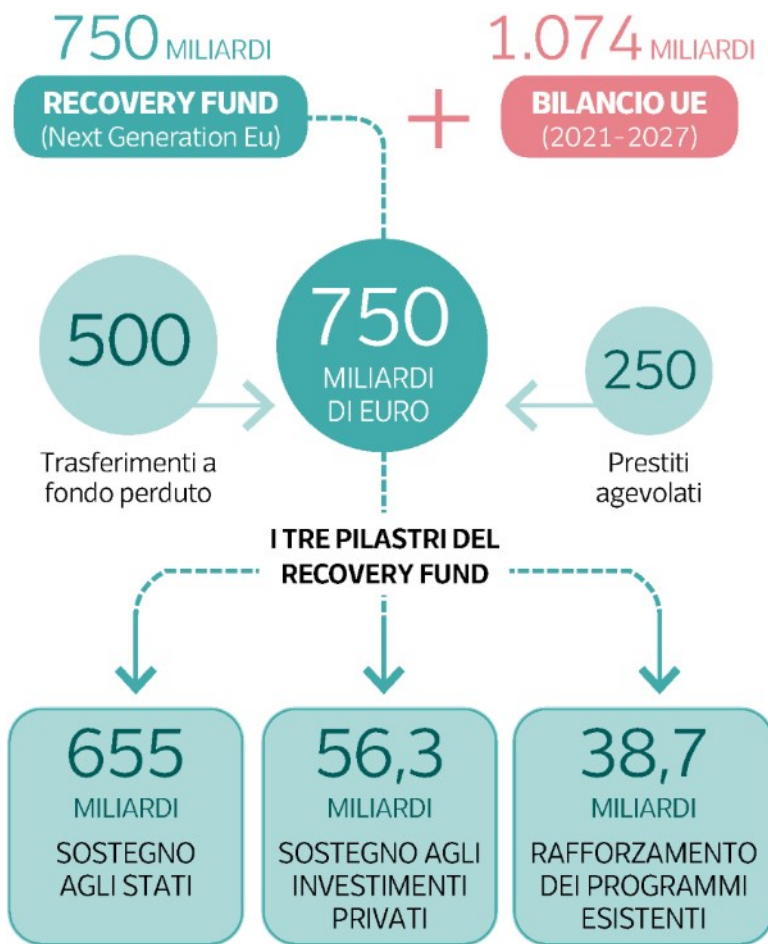 750 MILIARDI
RECOVERY FUND
(Next Generation Eu)
+
1.074 MILIARDI
BILANCIO UE
(2021-2027)
500
Trasferimenti a
fondo perduto
750
MILIARDI
DI EURO
250
Prestiti
agevolati
I TRE PILASTRI DEL
RECOVERY FUND
655
MILIARDI
SOSTEGNO
AGLI STATI
56,3
MILIARDI
SOSTEGNO AGLI
INVESTIMENTI
PRIVATI
38,7
MILIARDI
RAFFORZAMENTO
DEI PROGRAMMI
ESISTENTI